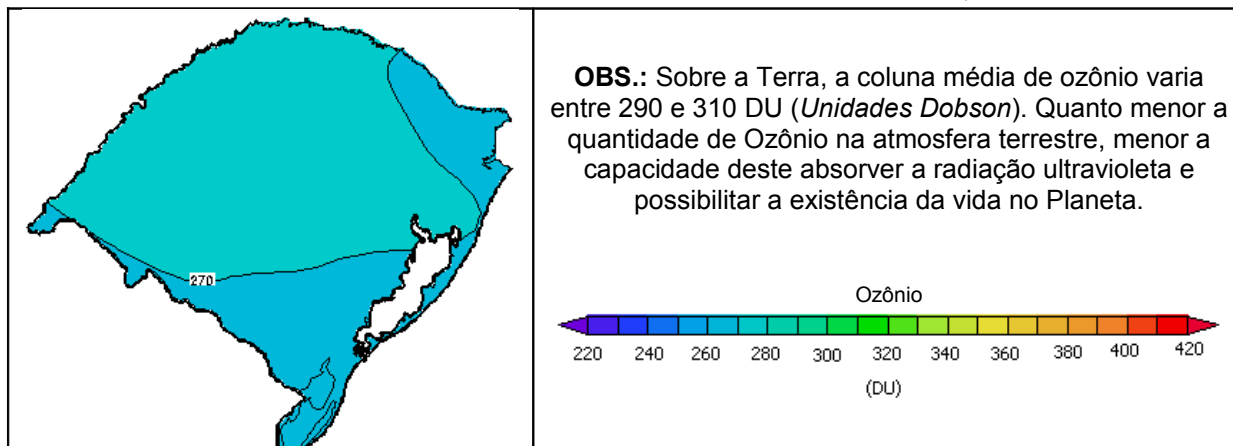 OBS.: Sobre a Terra, a coluna média de ozônio varia
entre 290 e 310 DU (Unidades Dobson). Quanto menor a
quantidade de Ozônio na atmosfera terrestre, menor a
capacidade deste absorver a radiação ultravioleta e
possibilitar a existência da vida no Planeta.
270
Ozônio
220 240 260 280 300 320 340 360 380 400 420
(DU)